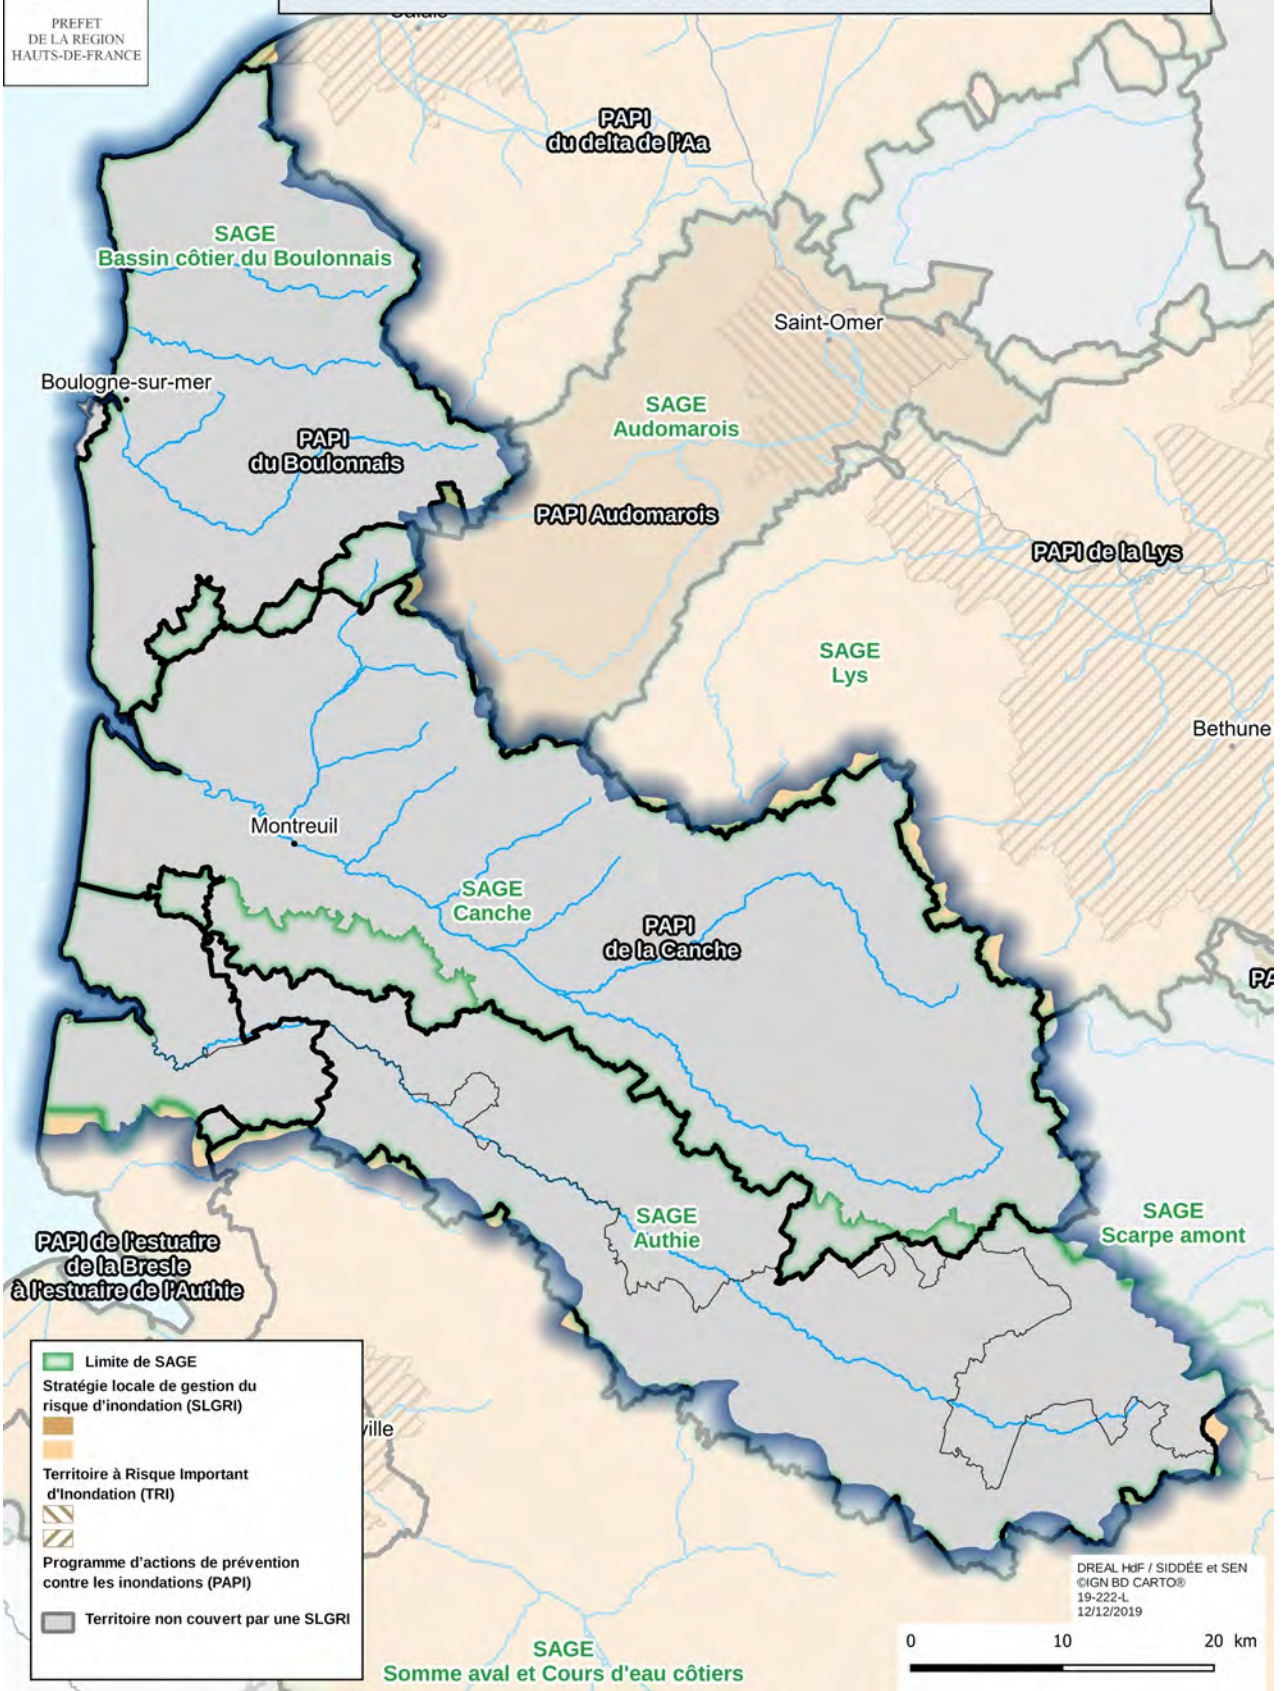 PREFET
DE LA REGION
HAUTS-DE-FRANCE
PAPI
du delta de l'Aa
SAGE
Bassin côtier du Boulonnais
Saint-Omer
Boulogne-sur-mer
SAGE
Audomarois
PAPI
du Boulonnais
PAPI Audomarois
PAPI de la Lys
SAGE
Lys
Bethune
Montreuil
SAGE
Canche
PAPI
de la Canche
PA
SAGE
Authie
SAGE
Scarpe amont
PAPI de l'estuaire
de la Bresle
à l'estuaire de l'Authie
Limite de SAGE
Stratégie locale de gestion du
risque d'inondation (SLGRI)
ville
Territoire à Risque Important
d'Inondation (TRI)
Programme d'actions de prévention
contre les inondations (PAPI)
Territoire non couvert par une SLGRI
DREAL HdF / SIDDÉE et SEN
©IGN BD CARTO®
19-222-L
12/12/2019
0 10 20 km
SAGE
Somme aval et Cours d'eau côtiers